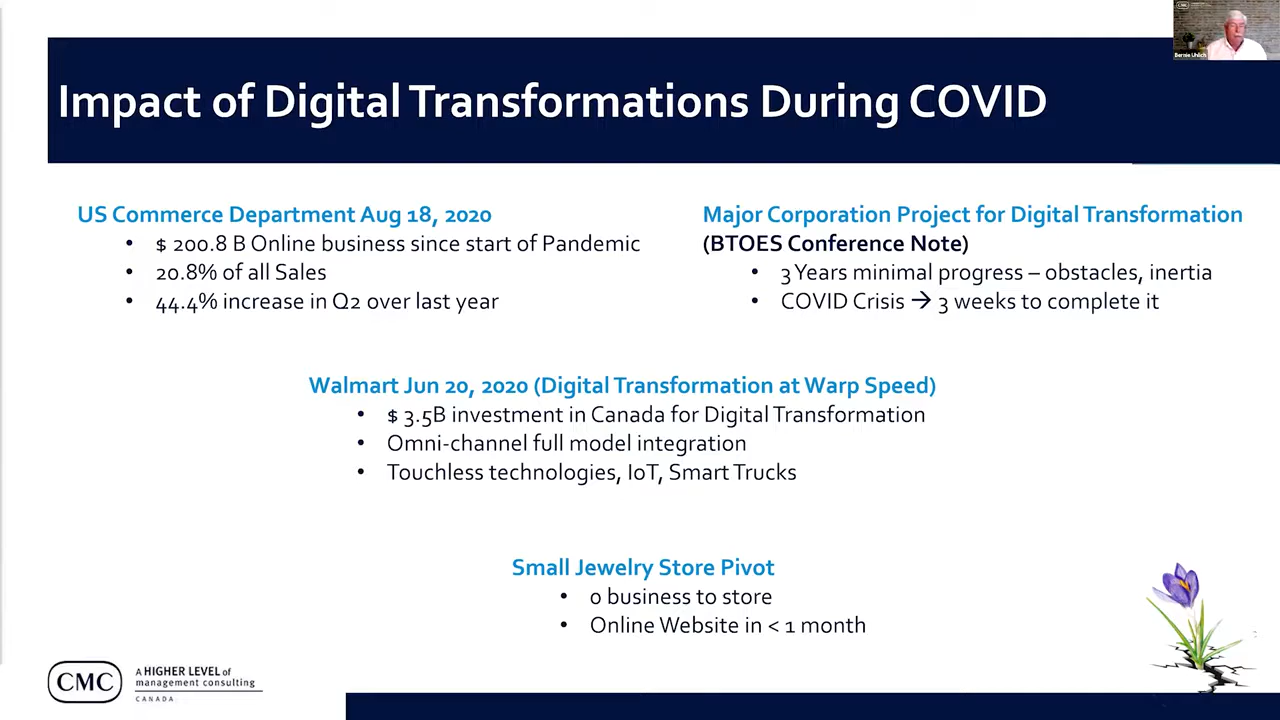 Impact of Digital Transformations During COVID
CMC
Bernie Uhlich
US Commerce Department Aug 18, 2020
• $ 200.8 B Online business since start of Pandemic
• 20.8% of all Sales
• 44.4% increase in Q2 over last year
Major Corporation Project for Digital Transformation
(BTOES Conference Note)
• 3 Years minimal progress – obstacles, inertia
• COVID Crisis → 3 weeks to complete it
Walmart Jun 20, 2020 (Digital Transformation at Warp Speed)
• $ 3.5B investment in Canada for Digital Transformation
• Omni-channel full model integration
• Touchless technologies, IoT, Smart Trucks
Small Jewelry Store Pivot
• 0 business to store
• Online Website in < 1 month
CMC
A HIGHER LEVEL of
management consulting
CANADA